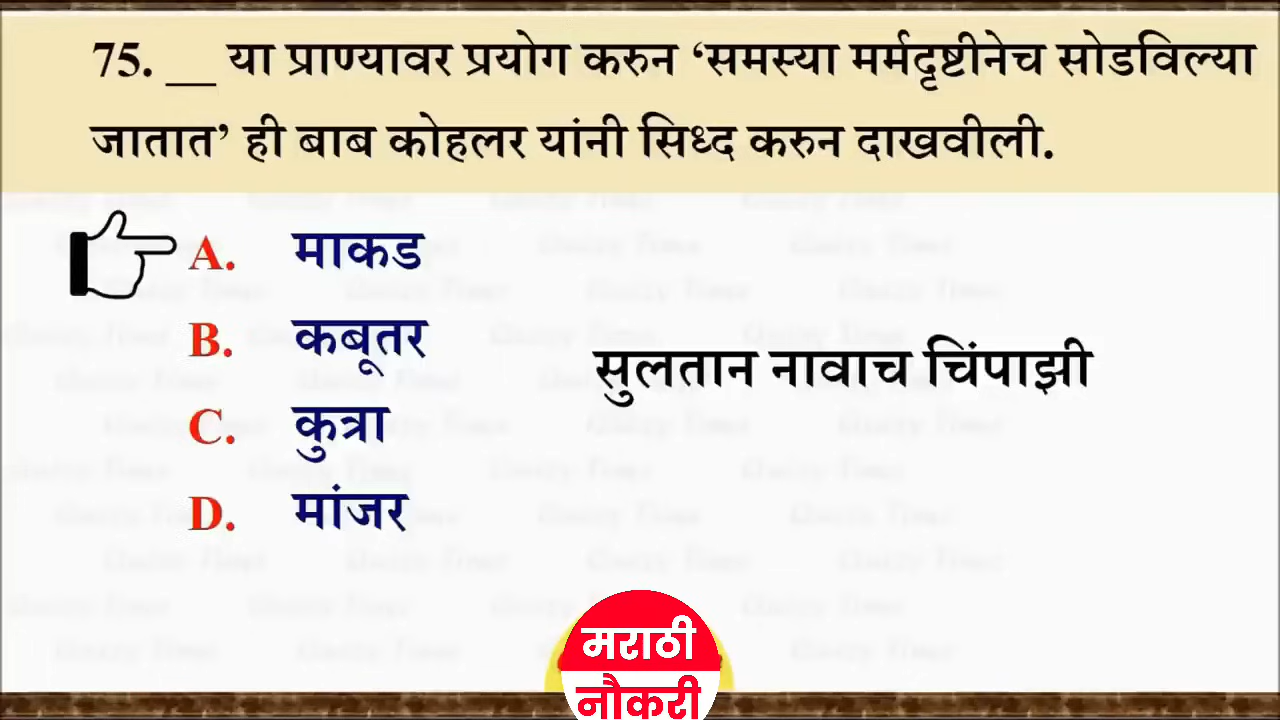 75. __ या प्राण्यावर प्रयोग करुन ‘समस्या मर्मदृष्टीनेच सोडविल्या
जातात’ ही बाब कोहलर यांनी सिध्द करुन दाखवीली.
A. माकड
B. कबूतर
सुलतान नावाच चिंपाझी
C. कुत्रा
D. मांजर
मराठी
नौकरी